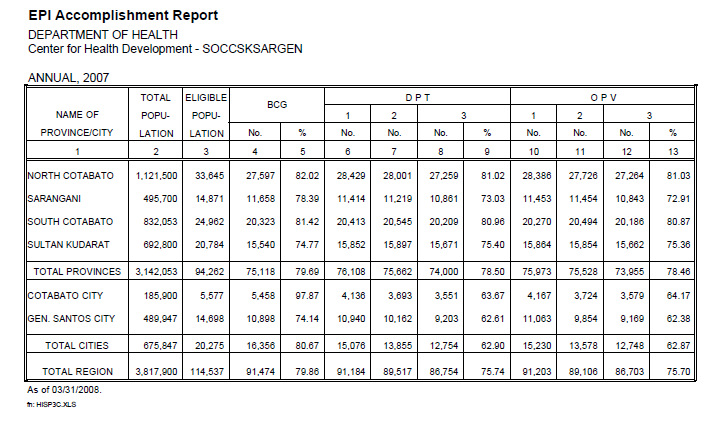 EPI Accomplishment Report
DEPARTMENT OF HEALTH
Center for Health Development - SOCCSKSARGEN
ANNUAL, 2007
TOTAL ELIGIBLE BCG D P T O P V
NAME OF POPU- POPU- 1 2 3 1 2 3
PROVINCE/CITY LATION LATION No. % No. No. No. % No. No. No. %
1 2 3 4 5 6 7 8 9 10 11 12 13
NORTH COTABATO 1,121,500 33,645 27,597 82.02 28,429 28,001 27,259 81.02 28,386 27,726 27,264 81.03
SARANGANI 495,700 14,871 11,658 78.39 11,414 11,219 10,861 73.03 11,453 11,454 10,843 72.91
SOUTH COTABATO 832,053 24,962 20,323 81.42 20,413 20,545 20,209 80.96 20,270 20,494 20,186 80.87
SULTAN KUDARAT 692,800 20,784 15,540 74.77 15,852 15,897 15,671 75.40 15,864 15,854 15,662 75.36
TOTAL PROVINCES 3,142,053 94,262 75,118 79.69 76,108 75,662 74,000 78.50 75,973 75,528 73,955 78.46
COTABATO CITY 185,900 5,577 5,458 97.87 4,136 3,693 3,551 63.67 4,167 3,724 3,579 64.17
GEN. SANTOS CITY 489,947 14,698 10,898 74.14 10,940 10,162 9,203 62.61 11,063 9,854 9,169 62.38
TOTAL CITIES 675,847 20,275 16,356 80.67 15,076 13,855 12,754 62.90 15,230 13,578 12,748 62.87
TOTAL REGION 3,817,900 114,537 91,474 79.86 91,184 89,517 86,754 75.74 91,203 89,106 86,703 75.70
As of 03/31/2008.
fn: HISP3C.XLS